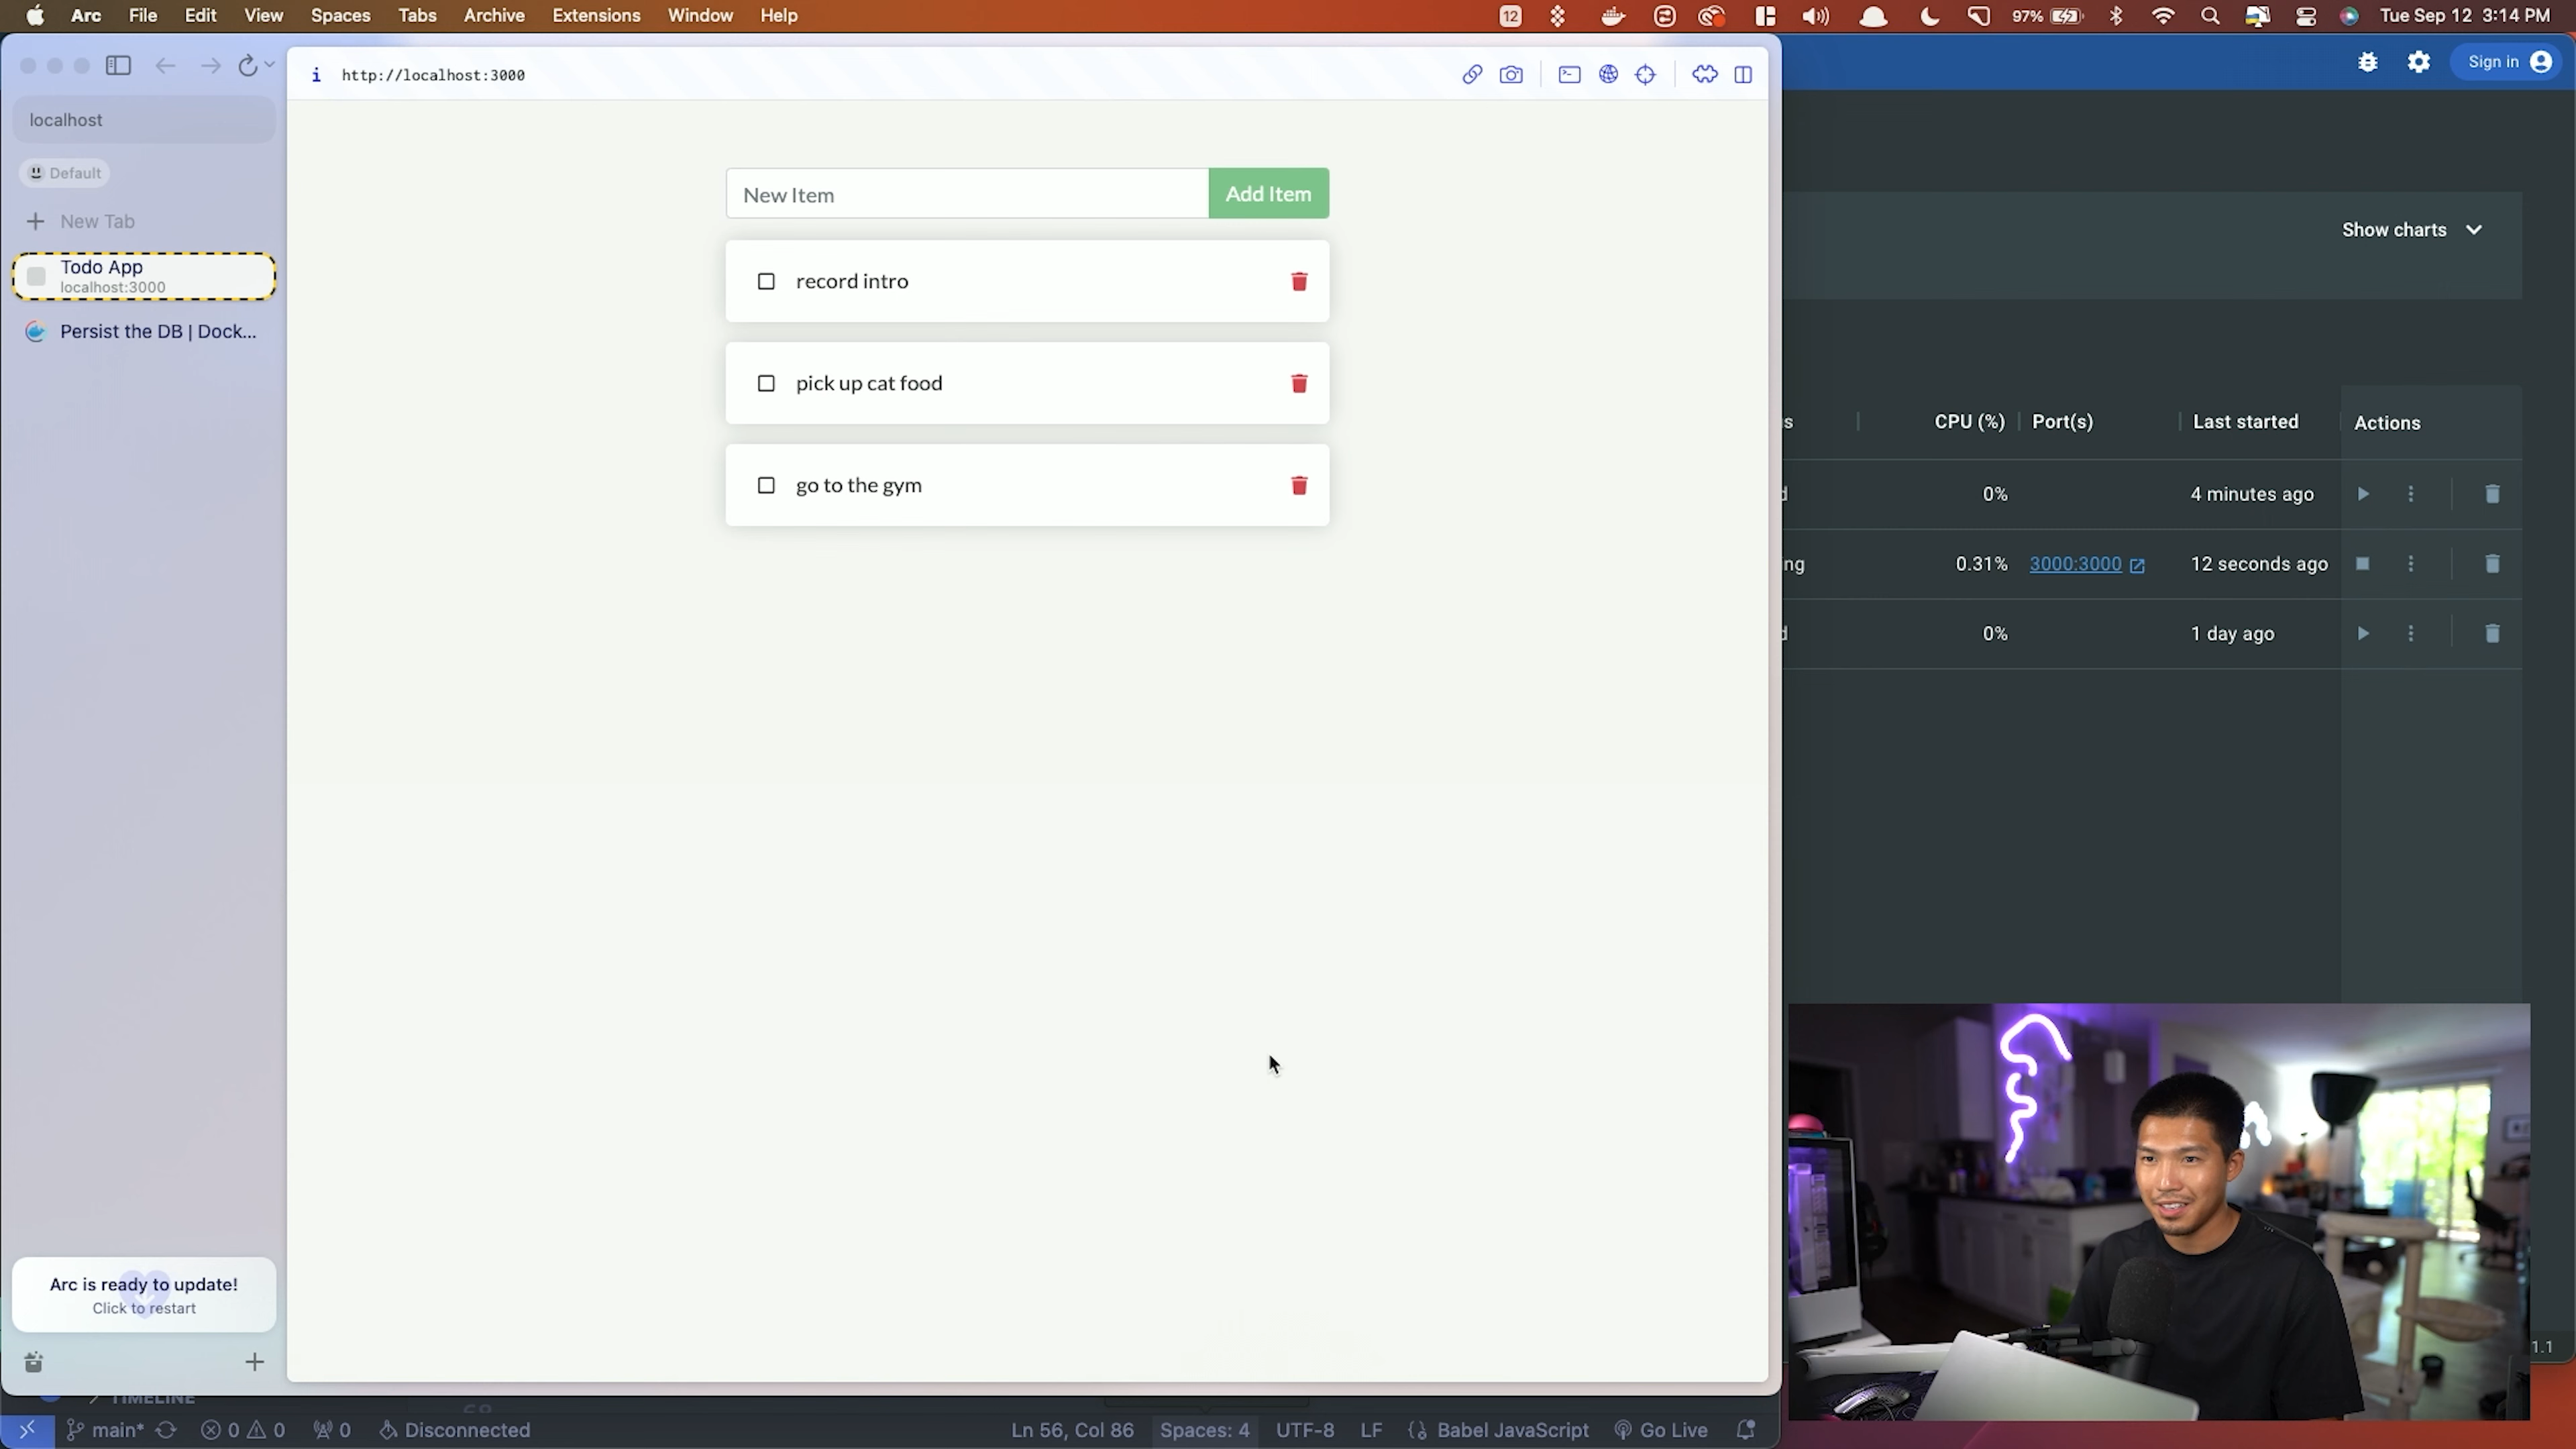 Arc File Edit View Spaces Tabs Archive Extensions Window Help 12 97% Tue Sep 12 3:14 PM
http://localhost:3000
Sign in
localhost
Default
New Tab
Todo App
localhost:3000
Persist the DB | Dock...
New Item Add Item
record intro
pick up cat food
go to the gym
Show charts
CPU (%) Port(s) Last started Actions
0% 4 minutes ago
ng 0.31% 3000:3000 12 seconds ago
0% 1 day ago
Arc is ready to update!
Click to restart
1.1
TIMELINE
main* 0 0 0 Disconnected Ln 56, Col 86 Spaces: 4 UTF-8 LF Babel JavaScript Go Live